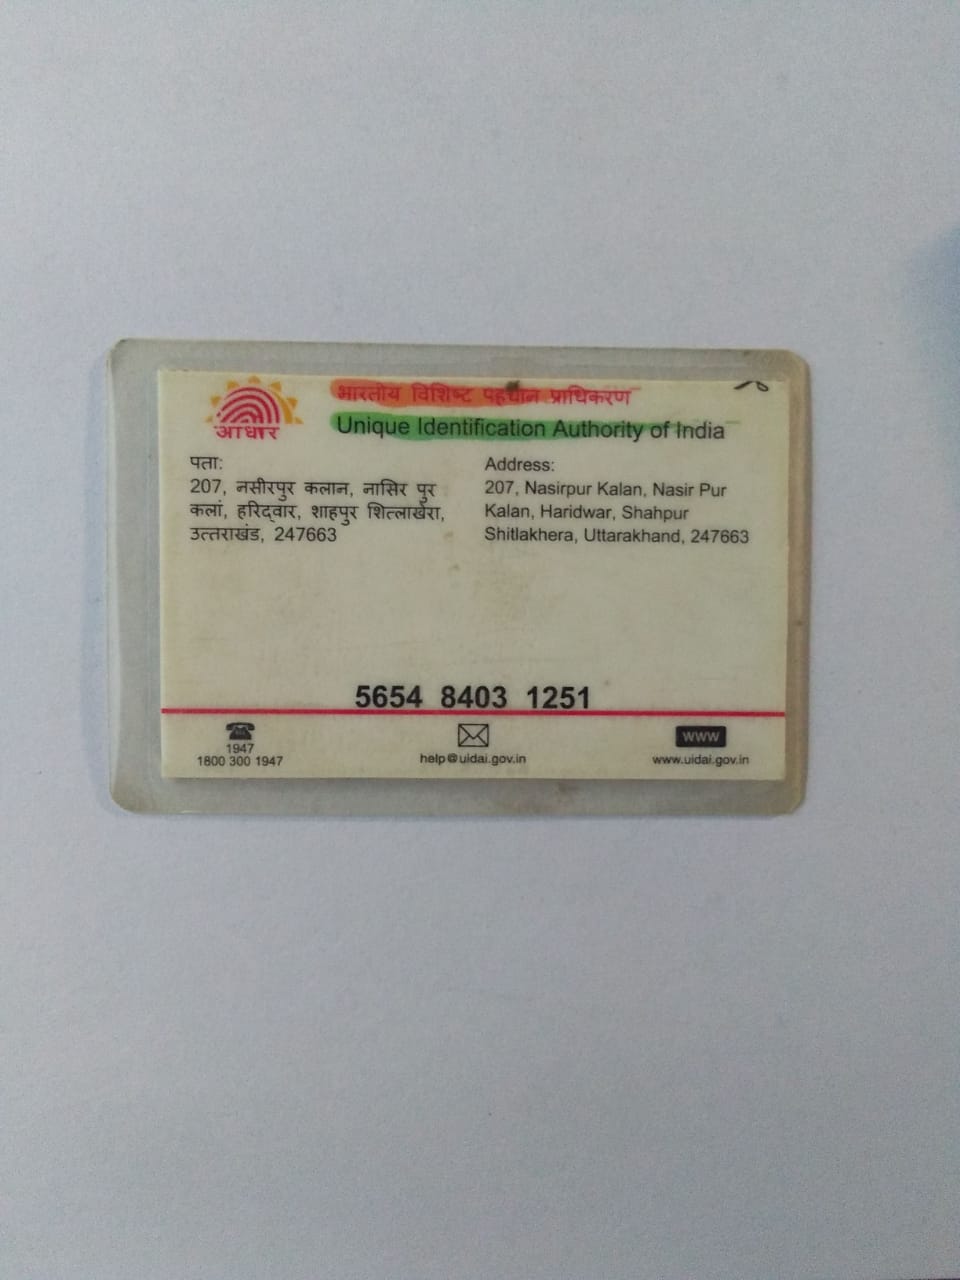 आधार
भारतीय विशिष्ट पहचान प्राधिकरण
Unique Identification Authority of India
पता:
207, नसीरपुर कलान, नासिर पुर
कलां, हरिद्वार, शाहपुर शित्लाखेरा,
उत्तराखंड, 247663
Address:
207, Nasirpur Kalan, Nasir Pur
Kalan, Haridwar, Shahpur
Shitlakhera, Uttarakhand, 247663
5654 8403 1251
1947
1800 300 1947
help@uidai.gov.in
WWW
www.uidai.gov.in